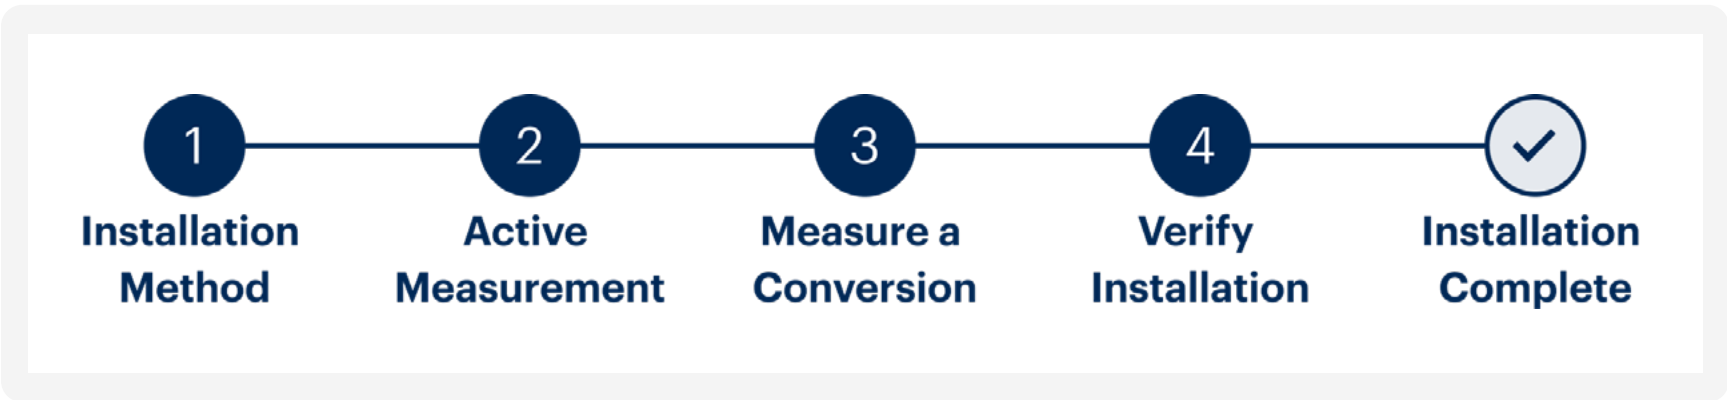 1
Installation
Method
2
Active
Measurement
3
Measure a
Conversion
4
Verify
Installation
Installation
Complete